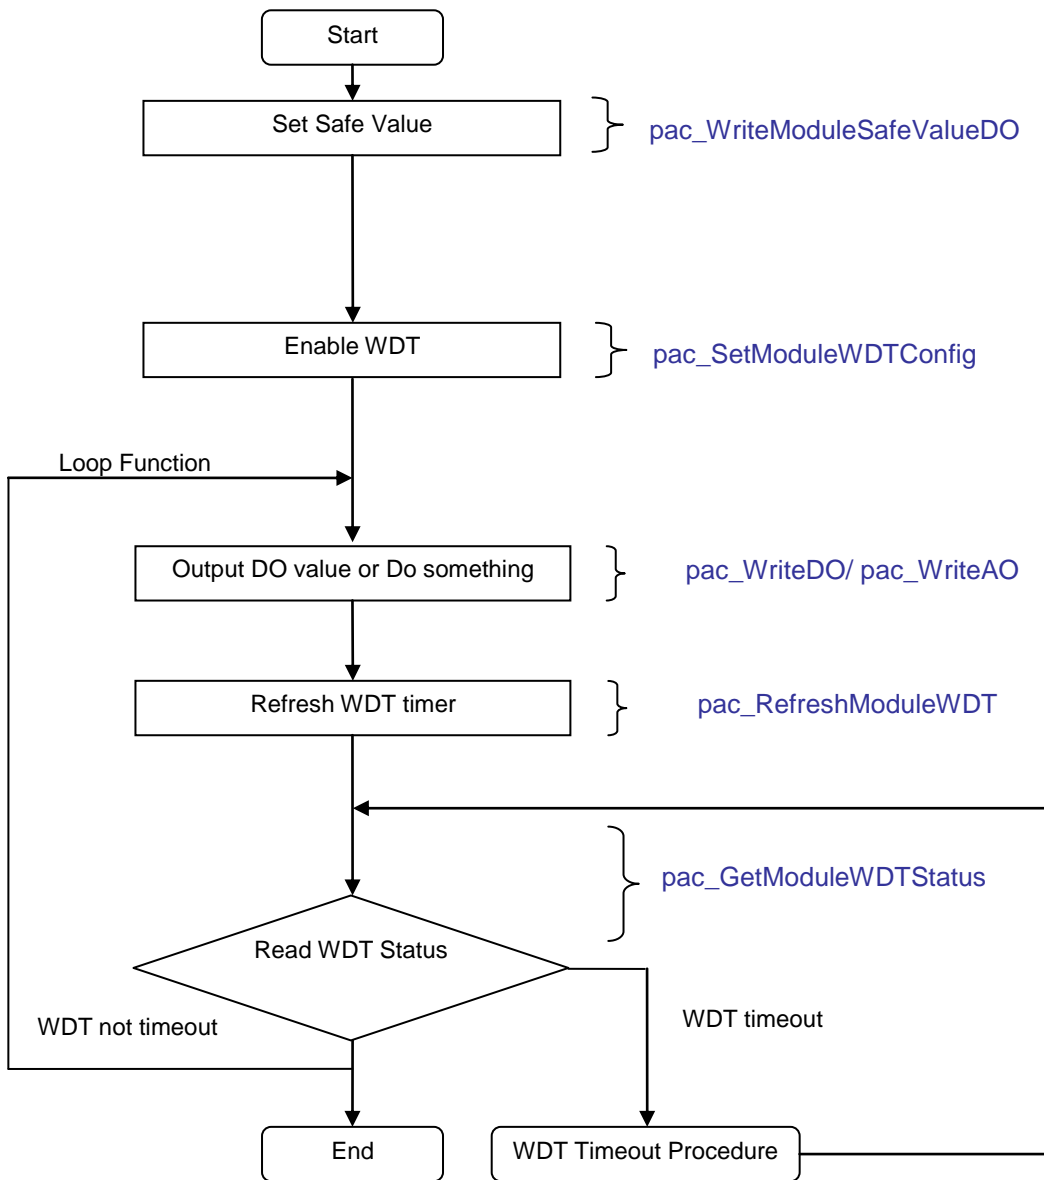 Start
Set Safe Value
pac_WriteModuleSafeValueDO
Enable WDT
pac_SetModuleWDTConfig
Loop Function
Output DO value or Do something
pac_WriteDO/ pac_WriteAO
Refresh WDT timer
pac_RefreshModuleWDT
pac_GetModuleWDTStatus
Read WDT Status
WDT not timeout
WDT timeout
End
WDT Timeout Procedure